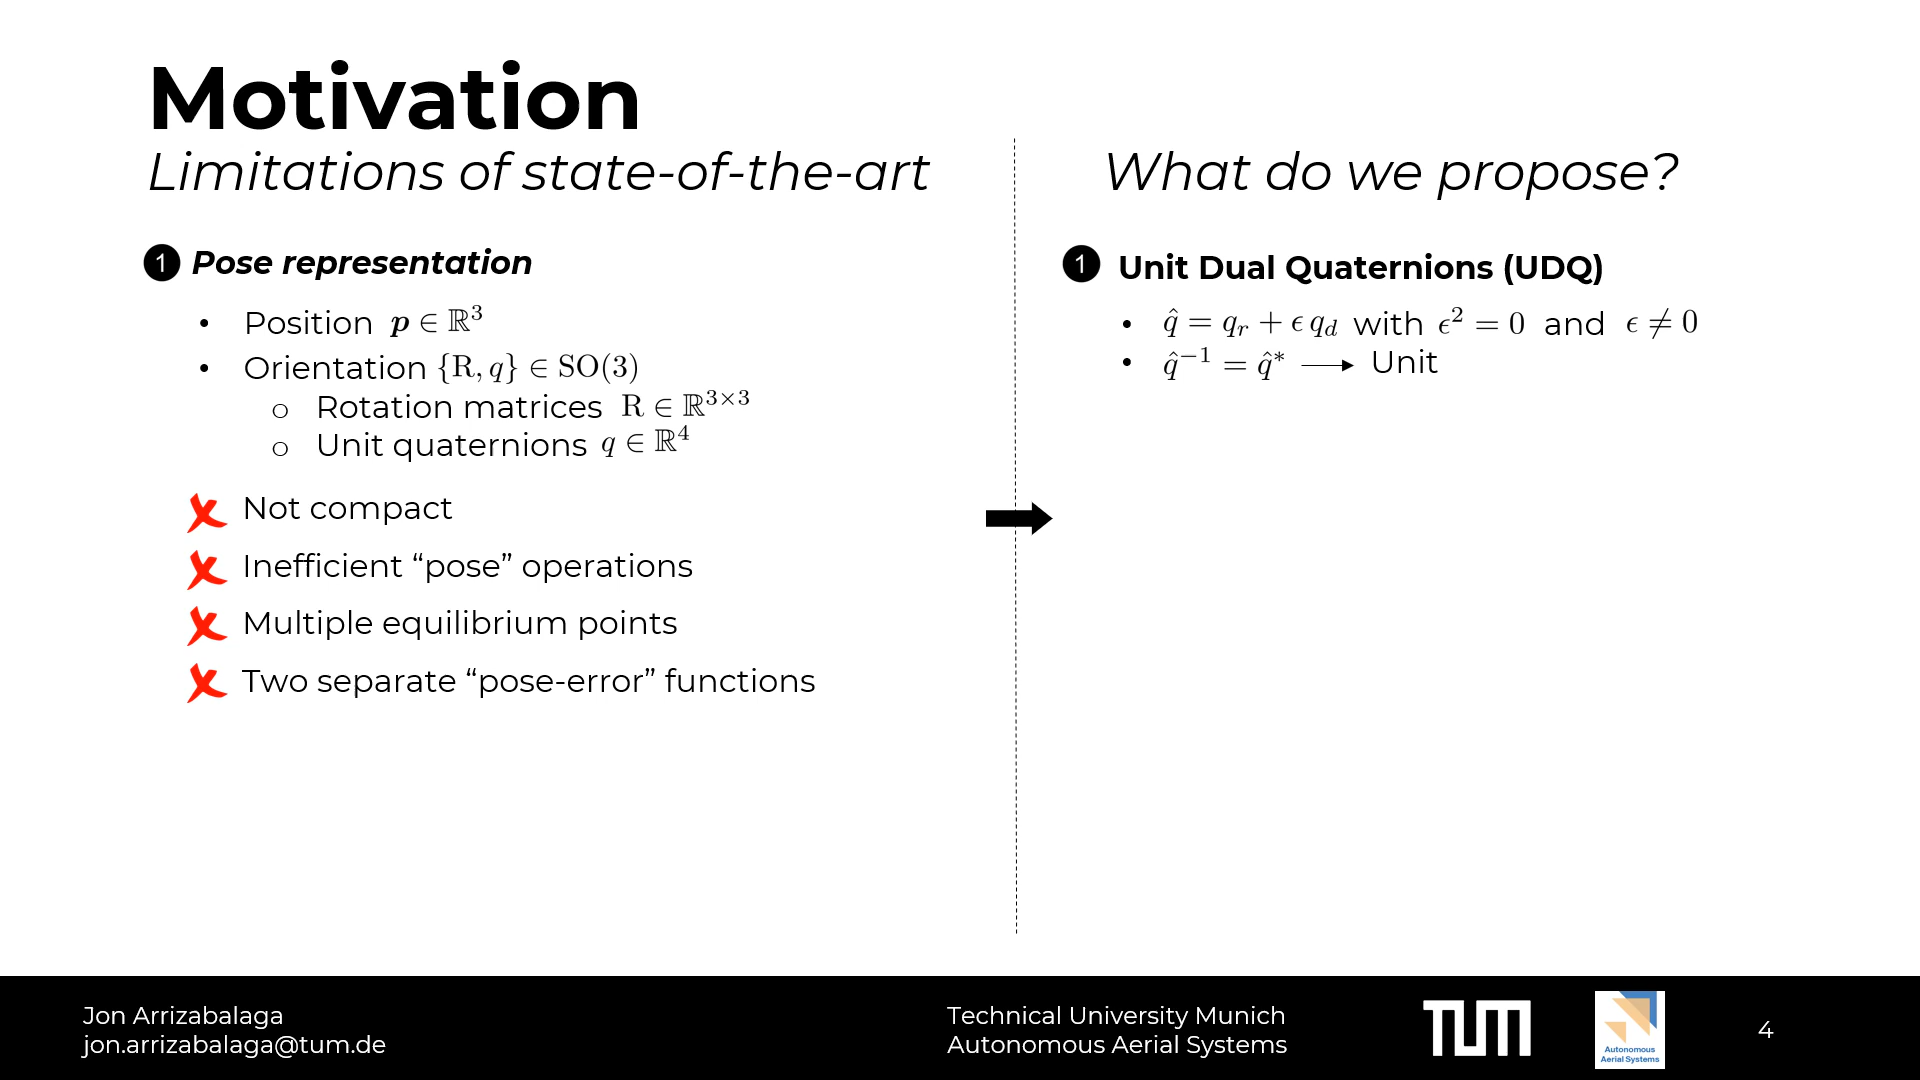 Motivation
Limitations of state-of-the-art
❶ Pose representation
• Position p ∈ ℝ³
• Orientation {R, q} ∈ SO(3)
o Rotation matrices R ∈ ℝ³ˣ³
o Unit quaternions q ∈ ℝ⁴
✗ Not compact
✗ Inefficient “pose” operations
✗ Multiple equilibrium points
✗ Two separate “pose-error” functions
What do we propose?
❶ Unit Dual Quaternions (UDQ)
• q̂ = q_r + ϵ q_d with ϵ² = 0 and ϵ ≠ 0
• q̂⁻¹ = q̂* ⟶ Unit
Jon Arrizabalaga
jon.arrizabalaga@tum.de
Technical University Munich
Autonomous Aerial Systems
TUM
Autonomous
Aerial Systems
4